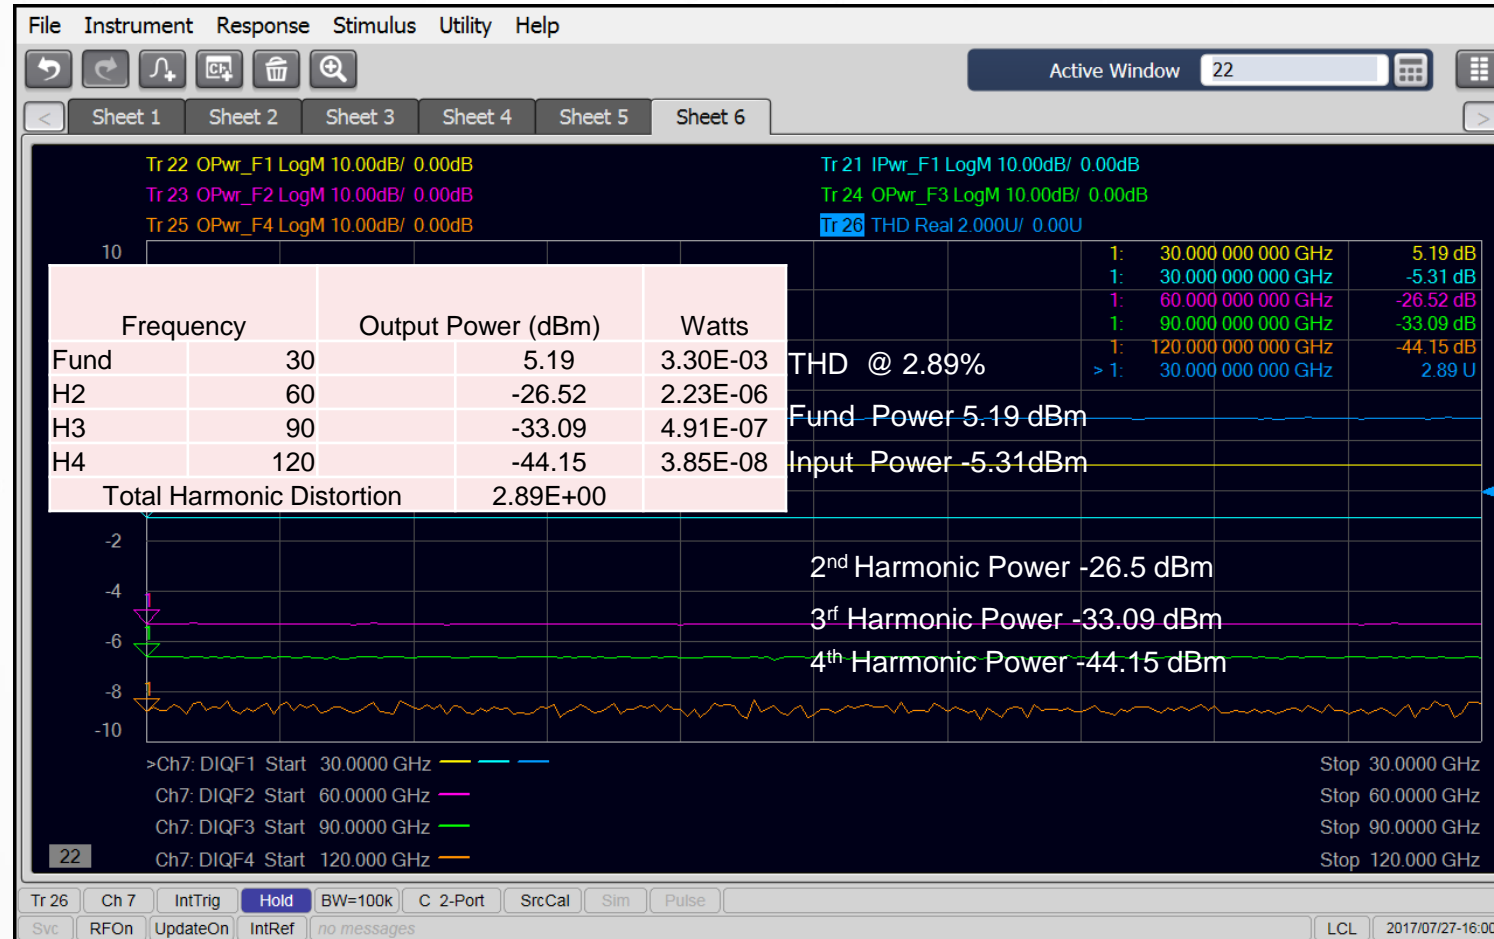 File Instrument Response Stimulus Utility Help
Active Window 22
< Sheet 1 Sheet 2 Sheet 3 Sheet 4 Sheet 5 Sheet 6 >
Tr 22 OPwr_F1 LogM 10.00dB/ 0.00dB
Tr 21 IPwr_F1 LogM 10.00dB/ 0.00dB
Tr 23 OPwr_F2 LogM 10.00dB/ 0.00dB
Tr 24 OPwr_F3 LogM 10.00dB/ 0.00dB
Tr 25 OPwr_F4 LogM 10.00dB/ 0.00dB
Tr 26 THD Real 2.000U/ 0.00U
10
1: 30.000 000 000 GHz 5.19 dB
1: 30.000 000 000 GHz -5.31 dB
1: 60.000 000 000 GHz -26.52 dB
1: 90.000 000 000 GHz -33.09 dB
1: 120.000 000 000 GHz -44.15 dB
> 1: 30.000 000 000 GHz 2.89 U
Frequency Output Power (dBm) Watts
Fund 30 5.19 3.30E-03
H2 60 -26.52 2.23E-06
H3 90 -33.09 4.91E-07
H4 120 -44.15 3.85E-08
Total Harmonic Distortion 2.89E+00
THD @ 2.89%
Fund Power 5.19 dBm
Input Power -5.31dBm
2nd Harmonic Power -26.5 dBm
3rf Harmonic Power -33.09 dBm
4th Harmonic Power -44.15 dBm
-2
-4
1
-6
1
-8
1
-10
>Ch7: DIQF1 Start 30.0000 GHz Stop 30.0000 GHz
Ch7: DIQF2 Start 60.0000 GHz Stop 60.0000 GHz
Ch7: DIQF3 Start 90.0000 GHz Stop 90.0000 GHz
22 Ch7: DIQF4 Start 120.000 GHz Stop 120.000 GHz
Tr 26 Ch 7 IntTrig Hold BW=100k C 2-Port SrcCal Sim Pulse
Svc RFOn UpdateOn IntRef no messages LCL 2017/07/27-16:00